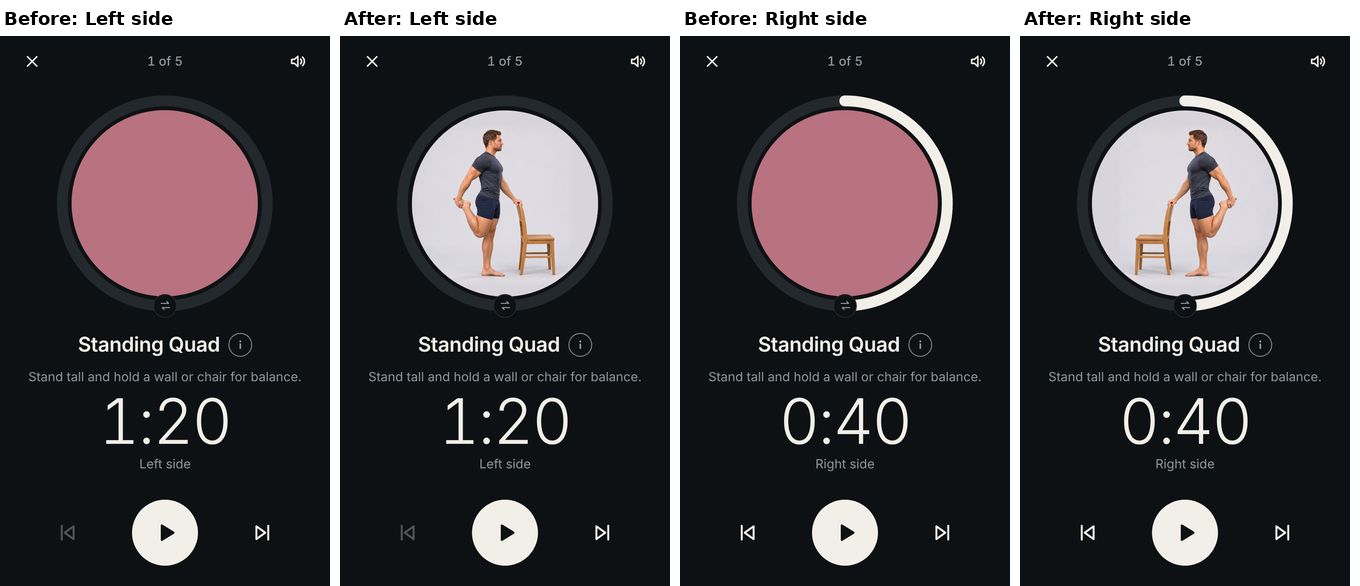 Before: Left side
1 of 5
Standing Quad
Stand tall and hold a wall or chair for balance.
1:20
Left side
After: Left side
1 of 5
Standing Quad
Stand tall and hold a wall or chair for balance.
1:20
Left side
Before: Right side
1 of 5
Standing Quad
Stand tall and hold a wall or chair for balance.
0:40
Right side
After: Right side
1 of 5
Standing Quad
Stand tall and hold a wall or chair for balance.
0:40
Right side